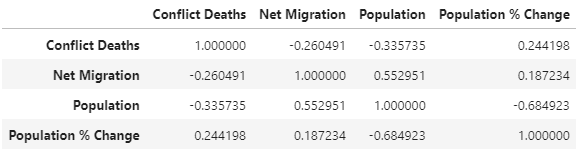 Conflict Deaths Net Migration Population Population % Change
Conflict Deaths 1.000000 -0.260491 -0.335735 0.244198
Net Migration -0.260491 1.000000 0.552951 0.187234
Population -0.335735 0.552951 1.000000 -0.684923
Population % Change 0.244198 0.187234 -0.684923 1.000000